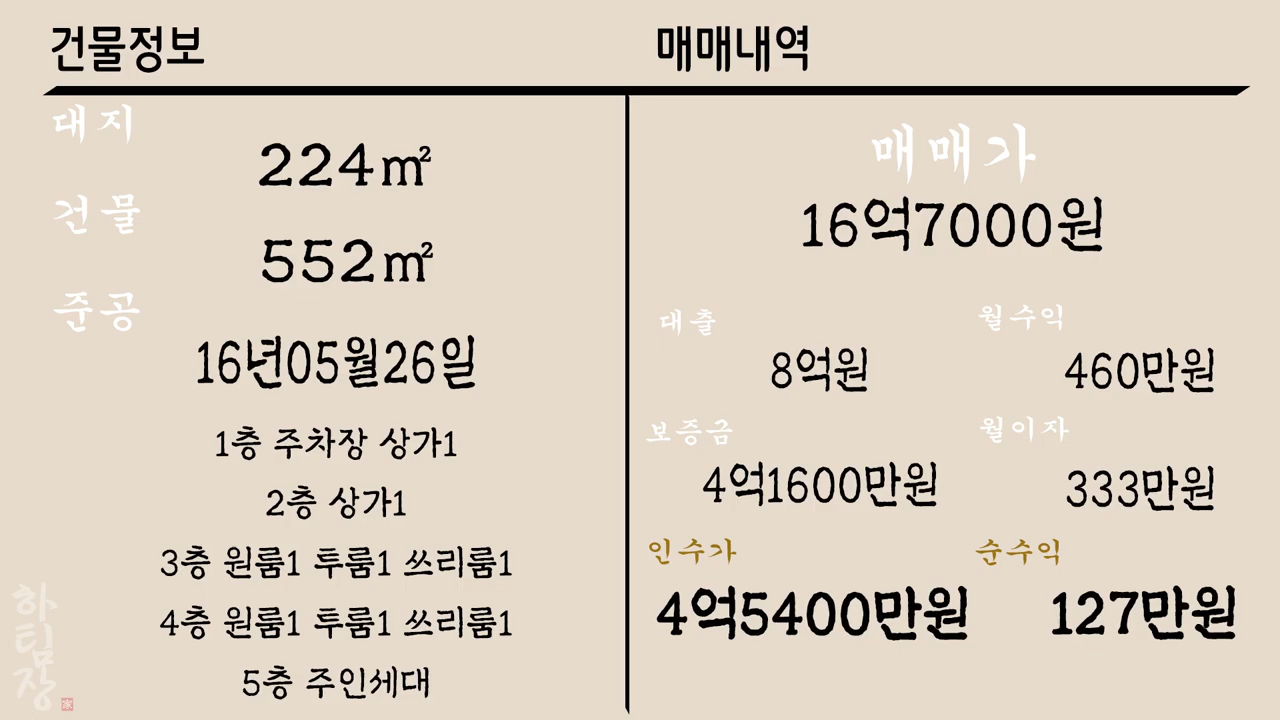 건물정보
대지
224㎡
건물
552㎡
준공
16년05월26일
1층 주차장 상가1
2층 상가1
3층 원룸1 투룸1 쓰리룸1
4층 원룸1 투룸1 쓰리룸1
5층 주인세대
하팀장
매매내역
매매가
16억7000원
대출
8억원
월수익
460만원
보증금
4억1600만원
월이자
333만원
인수가
4억5400만원
순수익
127만원